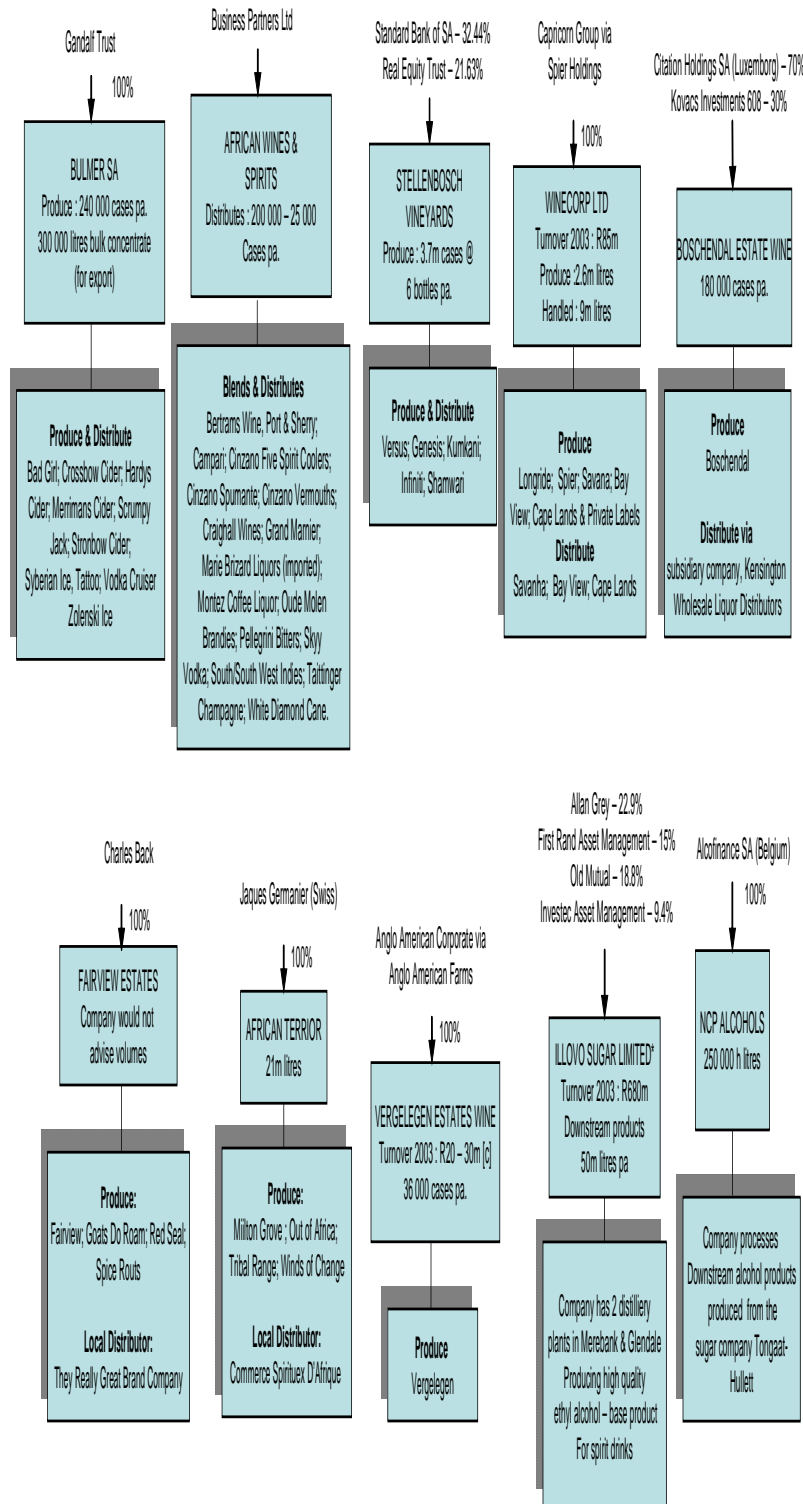 Gandalf Trust
100%
BULMER SA
Produce : 240 000 cases pa.
300 000 litres bulk concentrate
(for export)
Produce & Distribute
Bad Girl; Crossbow Cider; Hardys
Cider; Merrimans Cider; Scrumpy
Jack; Stronbow Cider;
Syberian Ice, Tattoo; Vodka Cruiser
Zolenski Ice
Business Partners Ltd
AFRICAN WINES &
SPIRITS
Distributes : 200 000 – 25 000
Cases pa.
Blends & Distributes
Bertrams Wine, Port & Sherry;
Campari; Cinzano Five Spirit Coolers;
Cinzano Spumante; Cinzano Vermouths;
Craighall Wines; Grand Marnier;
Marie Brizard Liquors (imported);
Montez Coffee Liquor; Oude Molen
Brandies; Pellegrini Bitters; Skyy
Vodka; South/South West Indies; Taittinger
Champagne; White Diamond Cane.
Standard Bank of SA – 32.44%
Real Equity Trust – 21.63%
STELLENBOSCH
VINEYARDS
Produce : 3.7m cases @
6 bottles pa.
Produce & Distribute
Versus; Genesis; Kumkani;
Infiniti; Shamwari
Capricorn Group via
Spier Holdings
100%
WINECORP LTD
Turnover 2003 : R85m
Produce :2.6m litres
Handled : 9m litres
Produce
Longride; Spier; Savana; Bay
View; Cape Lands & Private Labels
Distribute
Savanha; Bay View; Cape Lands
Citation Holdings SA (Luxemborg) – 70%
Kovacs Investments 608 – 30%
BOSCHENDAL ESTATE WINE
180 000 cases pa.
Produce
Boschendal
Distribute via
subsidiary company, Kensington
Wholesale Liquor Distributors
Charles Back
100%
FAIRVIEW ESTATES
Company would not
advise volumes
Produce:
Fairview; Goats Do Roam; Red Seal;
Spice Routs
Local Distributor:
They Really Great Brand Company
Jaques Germanier (Swiss)
100%
AFRICAN TERRIOR
21m litres
Produce:
Milton Grove ; Out of Africa;
Tribal Range; Winds of Change
Local Distributor:
Commerce Spirituex D'Afrique
Anglo American Corporate via
Anglo American Farms
100%
VERGELEGEN ESTATES WINE
Turnover 2003 : R20 – 30m [c]
36 000 cases pa.
Produce
Vergelegen
Allan Grey – 22.9%
First Rand Asset Management – 15%
Old Mutual – 18.8%
Investec Asset Management – 9.4%
ILLOVO SUGAR LIMITED*
Turnover 2003 : R680m
Downstream products
50m litres pa
Company has 2 distillery
plants in Merebank & Glendale
Producing high quality
ethyl alcohol – base product
For spirit drinks
Alcofinance SA (Belgium)
100%
NCP ALCOHOLS
250 000 h litres
Company processes
Downstream alcohol products
produced from the
sugar company Tongaat-
Hullett